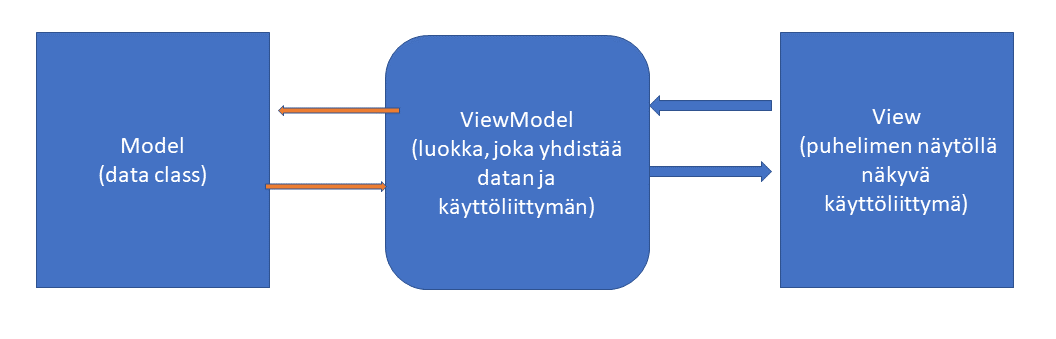 Model
(data class)
ViewModel
(luokka, joka yhdistää
datan ja
käyttöliittymän)
View
(puhelimen näytöllä
näkyvä
käyttöliittymä)